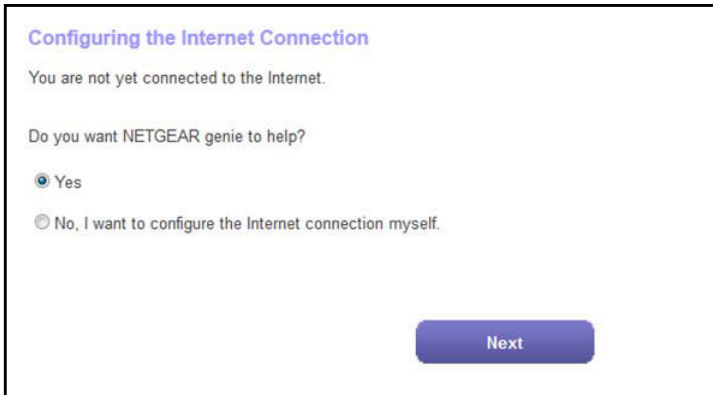 Configuring the Internet Connection
You are not yet connected to the Internet.
Do you want NETGEAR genie to help?
Yes
No, I want to configure the Internet connection myself.
Next